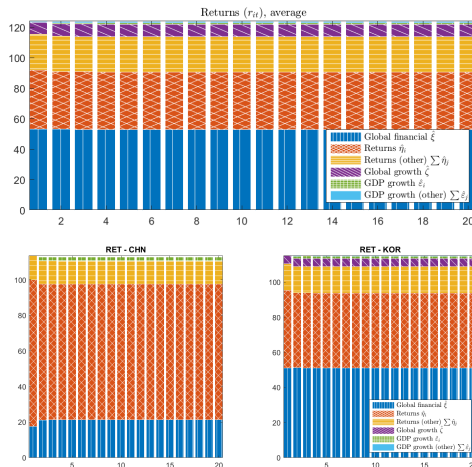 Returns (r_it), average
120
100
80
60
40
20
0
Global financial ξ̂
Returns η̂_i
Returns (other) ∑ η̂_j
Global growth ζ̂
GDP growth ε̂_i
GDP growth (other) ∑ ε̂_j
2 4 6 8 10 12 14 16 18 20
RET - CHN
100
80
60
40
20
0
5 10 15 20
RET - KOR
100
80
60
40
20
0
Global financial ξ̂
Returns η̂_i
Returns (other) ∑ η̂_j
Global growth ζ̂
GDP growth ε̂_i
GDP growth (other) ∑ ε̂_j
5 10 15